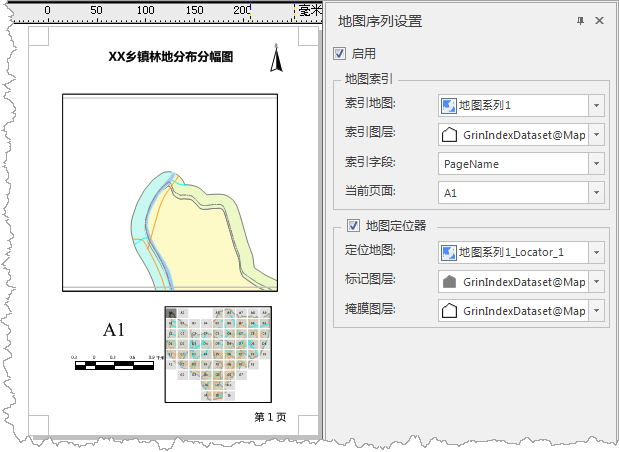 0 50 100 150 200 250 毫米
XX乡镇林地分布分幅图
A1
第 1 页
地图序列设置
启用
地图索引
索引地图: 地图系列1
索引图层: GrinIndexDataset@Map
索引字段: PageName
当前页面: A1
地图定位器
定位地图: 地图系列1_Locator_1
标记图层: GrinIndexDataset@Map
掩膜图层: GrinIndexDataset@Map